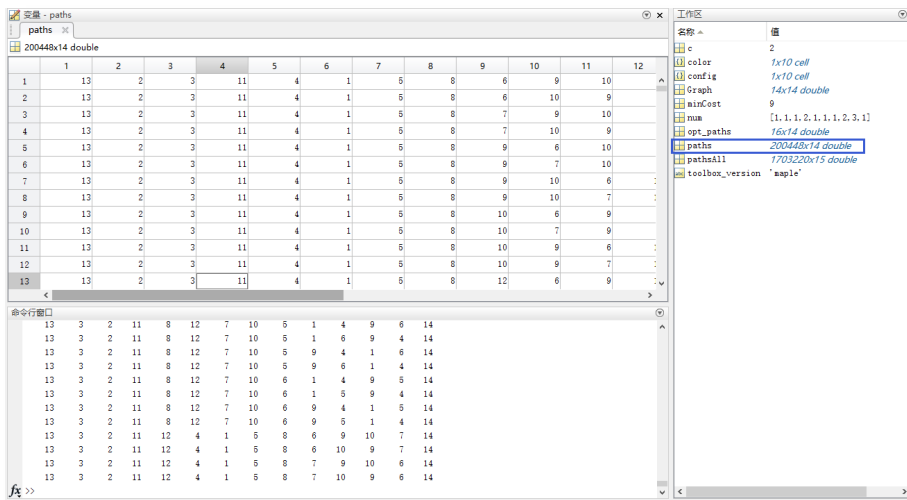 变量 - paths
paths
200448x14 double
1 2 3 4 5 6 7 8 9 10 11 12
1 13 2 3 11 4 1 5 8 6 9 10
2 13 2 3 11 4 1 5 8 6 10 9
3 13 2 3 11 4 1 5 8 7 9 10
4 13 2 3 11 4 1 5 8 7 10 9
5 13 2 3 11 4 1 5 8 9 6 10
6 13 2 3 11 4 1 5 8 9 7 10
7 13 2 3 11 4 1 5 8 9 10 6
8 13 2 3 11 4 1 5 8 9 10 7
9 13 2 3 11 4 1 5 8 10 6 9
10 13 2 3 11 4 1 5 8 10 7 9
11 13 2 3 11 4 1 5 8 10 9 6
12 13 2 3 11 4 1 5 8 10 9 7
13 13 2 3 11 4 1 5 8 12 6 9
命令行窗口
13 3 2 11 8 12 7 10 5 1 4 9 6 14
13 3 2 11 8 12 7 10 5 1 6 9 4 14
13 3 2 11 8 12 7 10 5 9 4 1 6 14
13 3 2 11 8 12 7 10 5 9 6 1 4 14
13 3 2 11 8 12 7 10 6 1 4 9 5 14
13 3 2 11 8 12 7 10 6 1 5 9 4 14
13 3 2 11 8 12 7 10 6 9 4 1 5 14
13 3 2 11 8 12 7 10 6 9 5 1 4 14
13 3 2 11 12 4 1 5 8 6 9 10 7 14
13 3 2 11 12 4 1 5 8 6 10 9 7 14
13 3 2 11 12 4 1 5 8 7 9 10 6 14
13 3 2 11 12 4 1 5 8 7 10 9 6 14
fx >>
工作区
名称 值
c 2
color 1x10 cell
config 1x10 cell
Graph 14x14 double
minCost 9
num [1,1,1,2,1,1,1,2,3,1]
opt_paths 16x14 double
paths 200448x14 double
pathsAll 1703220x15 double
toolbox_version 'maple'